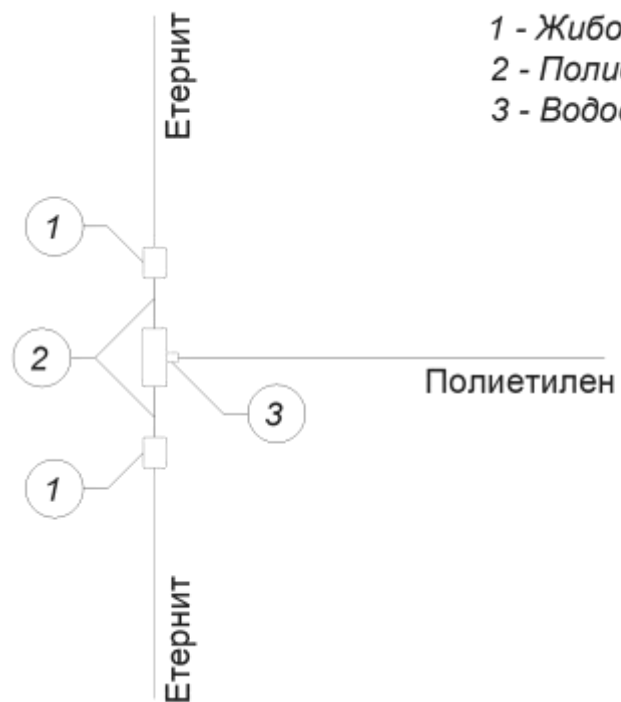 1 - Жибо
2 - Поли
3 - Водо
Етернит
1
2
3
Полиетилен
1
Етернит